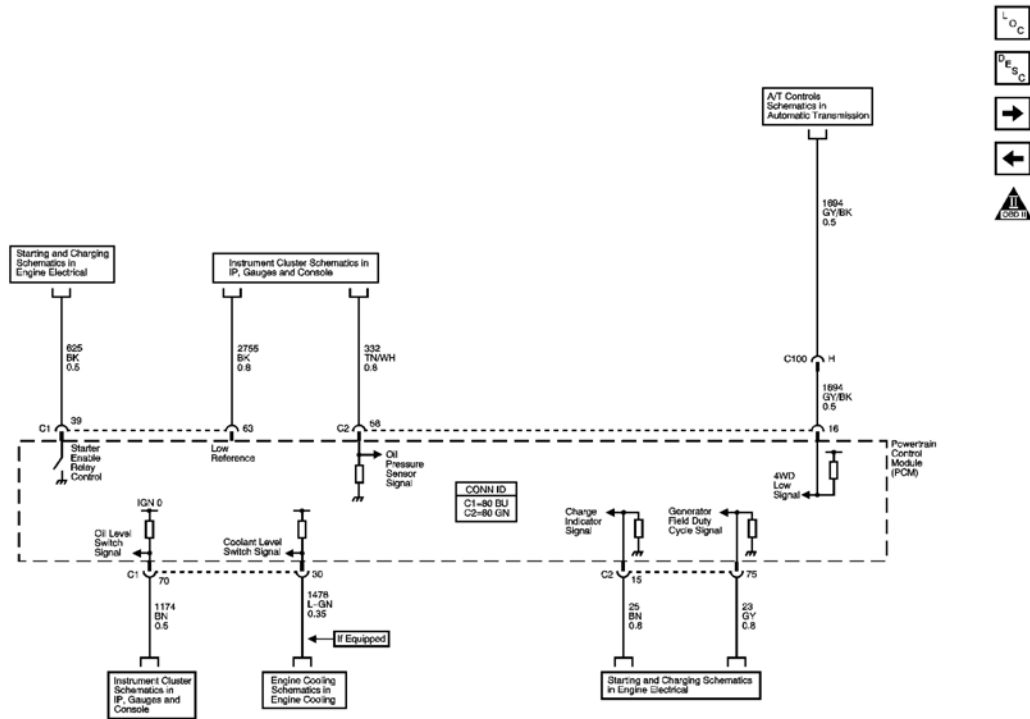 L
O
C
D
E
S
C
A/T Controls
Schematics in
Automatic Transmission
II
OBD II
1694
GY/BK
0.5
Starting and Charging
Schematics in
Engine Electrical
Instrument Cluster Schematics in
IP, Gauges and Console
625
BK
0.5
2755
BK
0.8
332
TN/WH
0.8
C100 H
1694
GY/BK
0.5
C1 39
63
C2 58
16
Starter
Enable
Relay
Control
Low
Reference
Oil
Pressure
Sensor
Signal
4WD
Low
Signal
Powertrain
Control
Module
(PCM)
CONN ID
C1=80 BU
C2=80 GN
IGN 0
Oil Level
Switch
Signal
Coolant Level
Switch Signal
Charge
Indicator
Signal
Generator
Field Duty
Cycle Signal
C1 70
30
C2 15
75
1174
BN
0.5
1478
L-GN
0.35
25
BN
0.8
23
GY
0.8
If Equipped
Instrument Cluster
Schematics in
IP, Gauges and
Console
Engine Cooling
Schematics in
Engine Cooling
Starting and Charging Schematics
in Engine Electrical